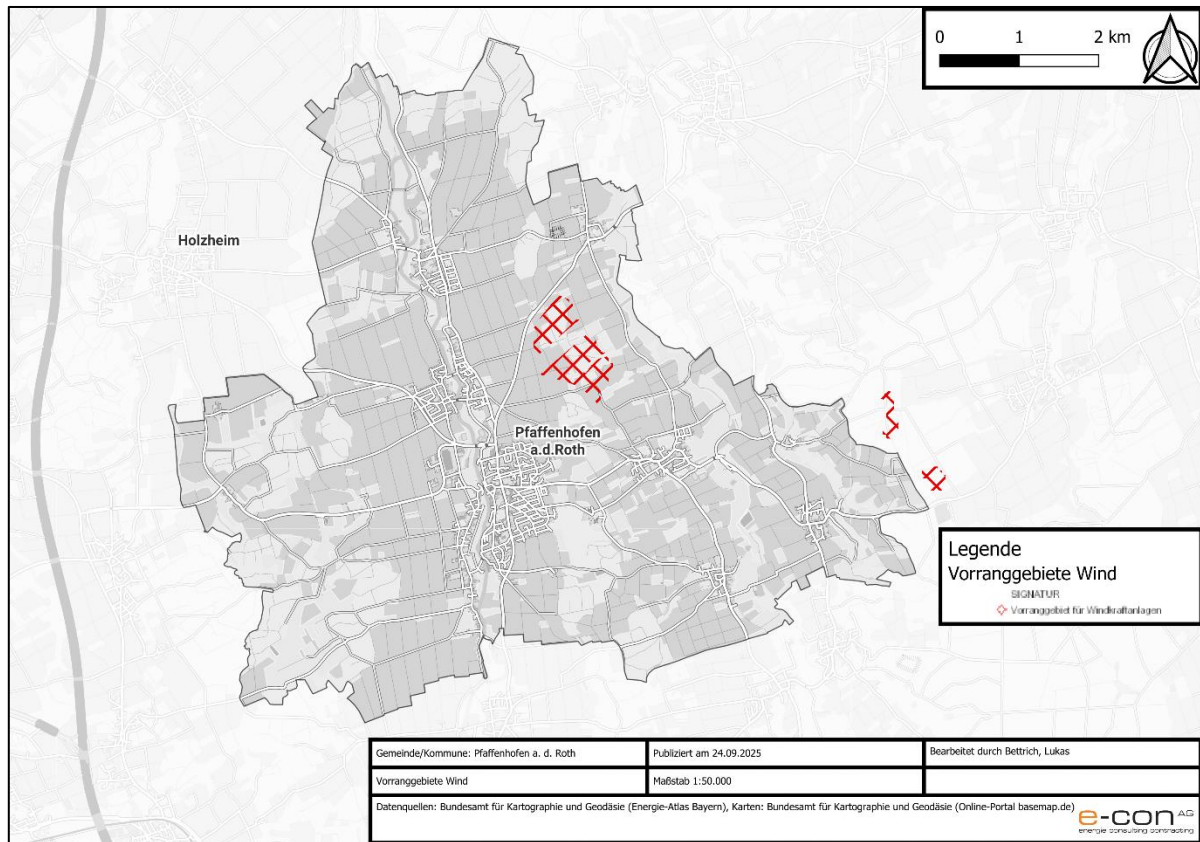 0 1 2 km
Holzheim
Pfaffenhofen
a.d.Roth
Legende
Vorranggebiete Wind
SIGNATUR
Vorranggebiet für Windkraftanlagen
Gemeinde/Kommune: Pfaffenhofen a. d. Roth
Publiziert am 24.09.2025
Bearbeitet durch Bettrich, Lukas
Vorranggebiete Wind
Maßstab 1:50.000
Datenquellen: Bundesamt für Kartographie und Geodäsie (Energie-Atlas Bayern), Karten: Bundesamt für Kartographie und Geodäsie (Online-Portal basemap.de)
e-con AG
energie consulting contracting